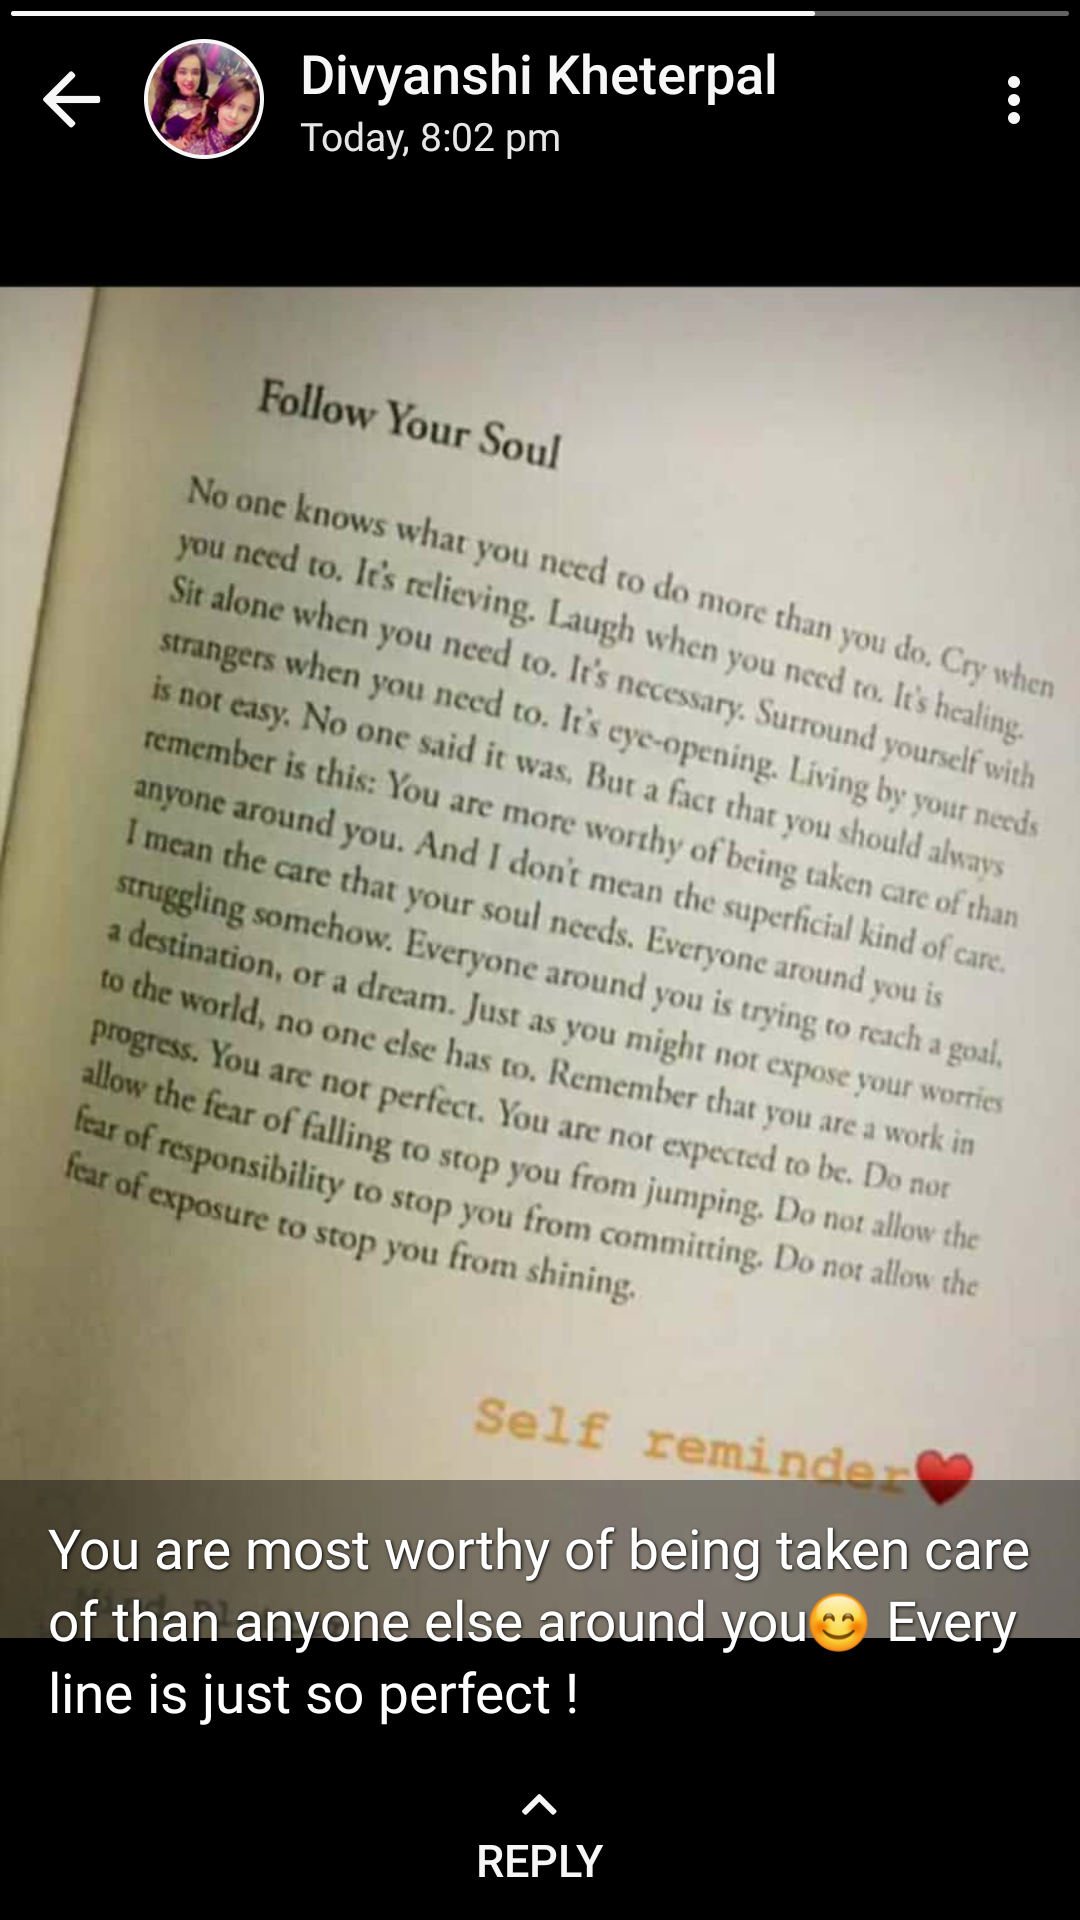 Divyanshi Kheterpal
Today, 8:02 pm
Follow Your Soul
No one knows what you need to do more than you do. Cry when
you need to. It's relieving. Laugh when you need to. It's healing.
Sit alone when you need to. It's necessary. Surround yourself with
strangers when you need to. It's eye-opening. Living by your needs
is not easy. No one said it was. But a fact that you should always
remember is this: You are more worthy of being taken care of than
anyone around you. And I don't mean the superficial kind of care.
I mean the care that your soul needs. Everyone around you is
struggling somehow. Everyone around you is trying to reach a goal,
a destination, or a dream. Just as you might not expose your worries
to the world, no one else has to. Remember that you are a work in
progress. You are not perfect. You are not expected to be. Do not
allow the fear of falling to stop you from jumping. Do not allow the
fear of responsibility to stop you from committing. Do not allow the
fear of exposure to stop you from shining.
Self reminder♥
You are most worthy of being taken care
of than anyone else around you😊 Every
line is just so perfect !
REPLY